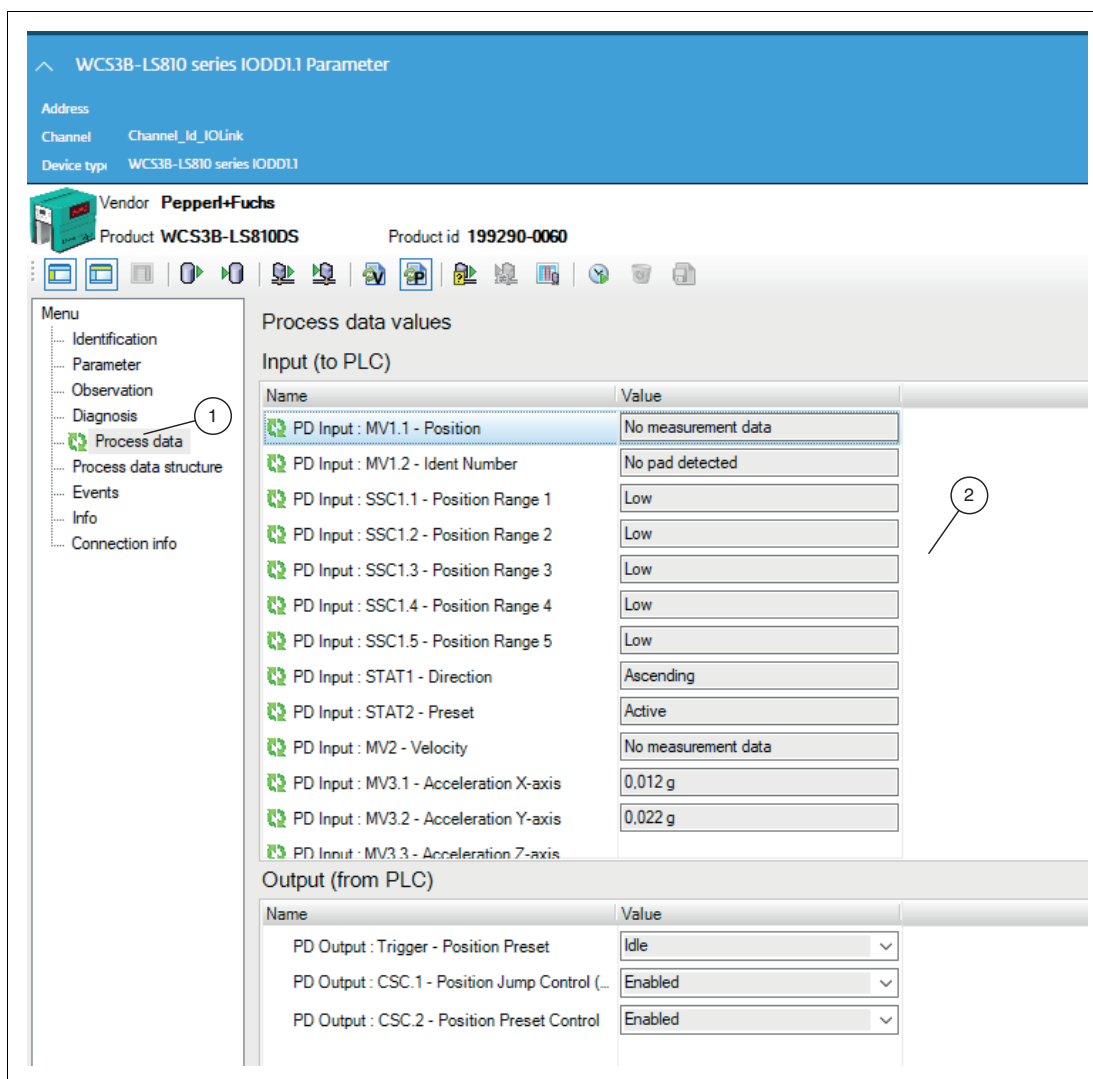 WCS3B-LS810 series IODD1.1 Parameter
Address
Channel Channel_Id_IOLink
Device type WCS3B-LS810 series IODD1.1
Vendor Pepperl+Fuchs
Product WCS3B-LS810DS Product id 199290-0060
Menu
Identification
Parameter
Observation
Diagnosis
1
Process data
Process data structure
Events
Info
Connection info
Process data values
Input (to PLC)
Name Value
PD Input : MV1.1 - Position No measurement data
PD Input : MV1.2 - Ident Number No pad detected
PD Input : SSC1.1 - Position Range 1 Low
2
PD Input : SSC1.2 - Position Range 2 Low
PD Input : SSC1.3 - Position Range 3 Low
PD Input : SSC1.4 - Position Range 4 Low
PD Input : SSC1.5 - Position Range 5 Low
PD Input : STAT1 - Direction Ascending
PD Input : STAT2 - Preset Active
PD Input : MV2 - Velocity No measurement data
PD Input : MV3.1 - Acceleration X-axis 0,012 g
PD Input : MV3.2 - Acceleration Y-axis 0,022 g
PD Input : MV3.3 - Acceleration Z-axis
Output (from PLC)
Name Value
PD Output : Trigger - Position Preset Idle
PD Output : CSC.1 - Position Jump Control (... Enabled
PD Output : CSC.2 - Position Preset Control Enabled